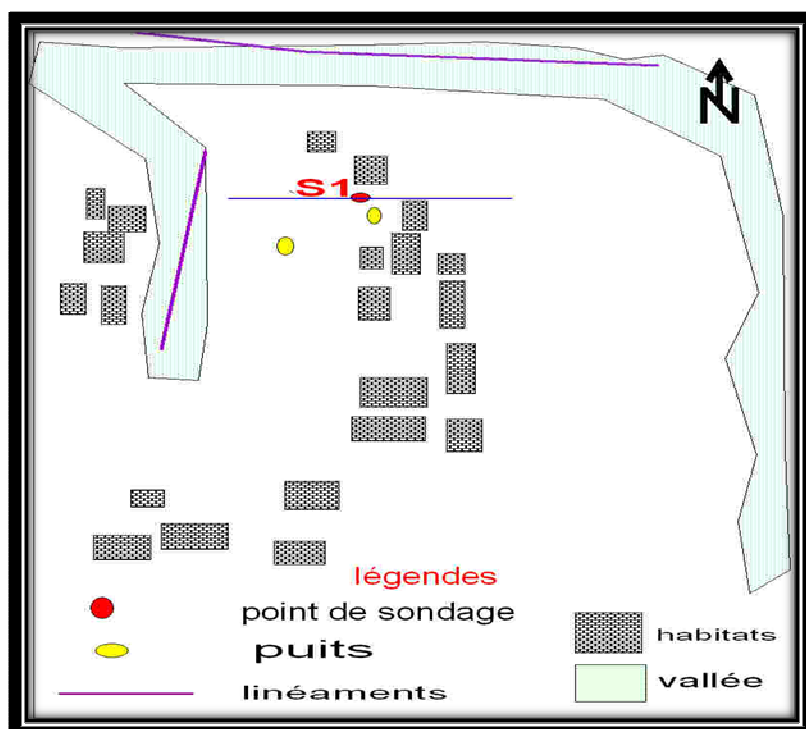 N
S1
légendes
point de sondage
puits
linéaments
habitats
vallée